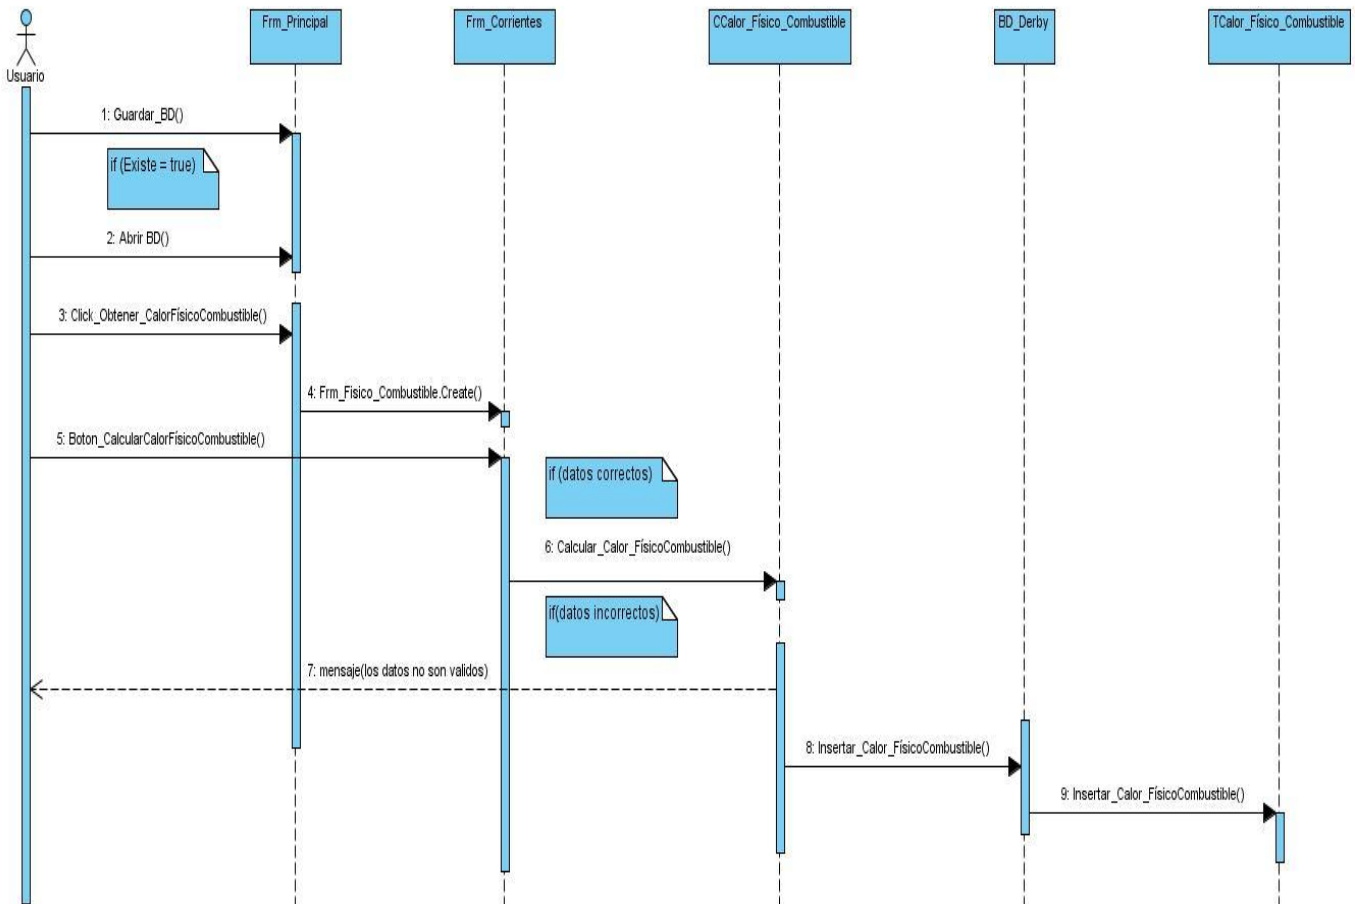 Frm_Principal
Frm_Corrientes
CCalor_Físico_Combustible
BD_Derby
TCalor_Físico_Combustible
Usuario
1: Guardar_BD()
if (Existe = true)
2: Abrir BD()
3: Click_Obtener_CalorFísicoCombustible()
4: Frm_Fisico_Combustible.Create()
5: Boton_CalcularCalorFísicoCombustible()
if (datos correctos)
6: Calcular_Calor_FísicoCombustible()
if(datos incorrectos)
7: mensaje(los datos no son validos)
8: Insertar_Calor_FísicoCombustible()
9: Insertar_Calor_FísicoCombustible()